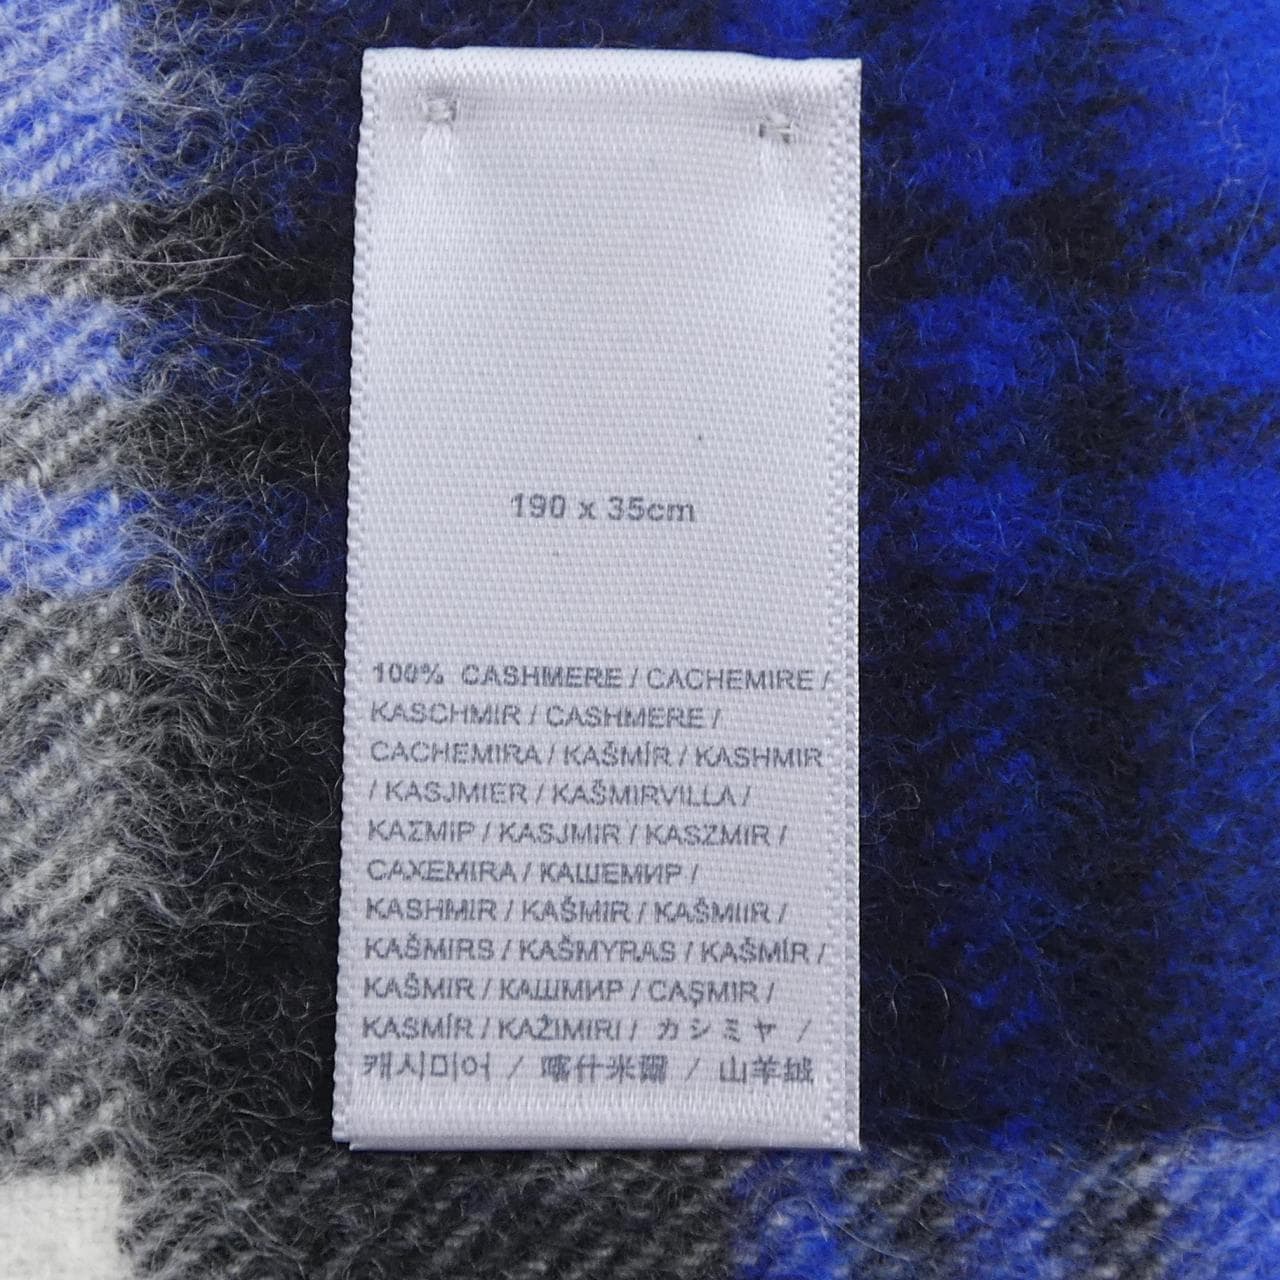 190 x 35cm
100% CASHMERE / CACHEMIRE /
KASCHMIR / CASHMERE /
CACHEMIRA / KAŠMÍR / KASHMIR
/ KASJMIER / KAŠMIRVILLA /
ΚΑΣΜΙΡ / KASJMIR / KASZMIR /
CAXEMIRA / КАШЕМИР /
KASHMIR / KAŠMIR / KAŠMIIR /
KAŠMIRS / KAŠMYRAS / KAŠMÍR /
KAŠMIR / КАШМИР / CAŞMIR /
KASMÍR / KAŽIMIRI / カシミヤ /
캐시미어 / 喀什米爾 / 山羊絨